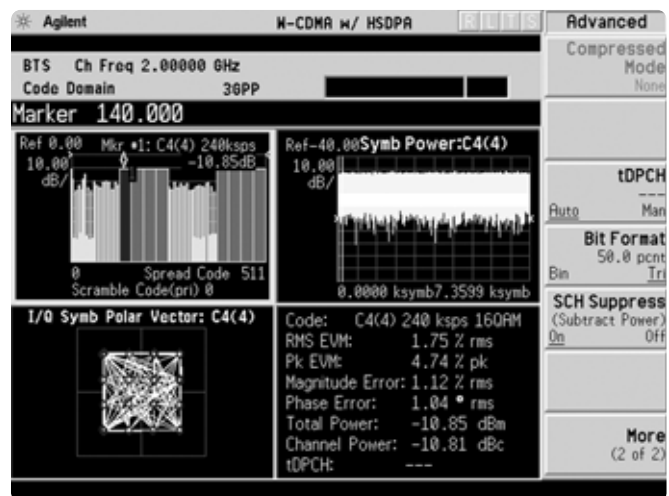 Agilent
W-CDMA w/ HSDPA
R L T S
BTS Ch Freq 2.00000 GHz
Code Domain 3GPP
Marker 140.000
Ref 0.00 Mkr #1: C4(4) 240ksps
10.00 -10.85dB
dB/
0 Spread Code 511
Scramble Code(pri) 0
Ref-40.00 Symb Power:C4(4)
10.00
dB/
0.0000 ksymb 7.3599 ksymb
I/Q Symb Polar Vector: C4(4)
Code: C4(4) 240 ksps 16QAM
RMS EVM: 1.75 % rms
Pk EVM: 4.74 % pk
Magnitude Error: 1.12 % rms
Phase Error: 1.04 ° rms
Total Power: -10.85 dBm
Channel Power: -10.81 dBc
tDPCH: ---
Advanced
Compressed
Mode
None
tDPCH
---
Auto Man
Bit Format
50.0 pcnt
Bin Tri
SCH Suppress
(Subtract Power)
On Off
More
(2 of 2)